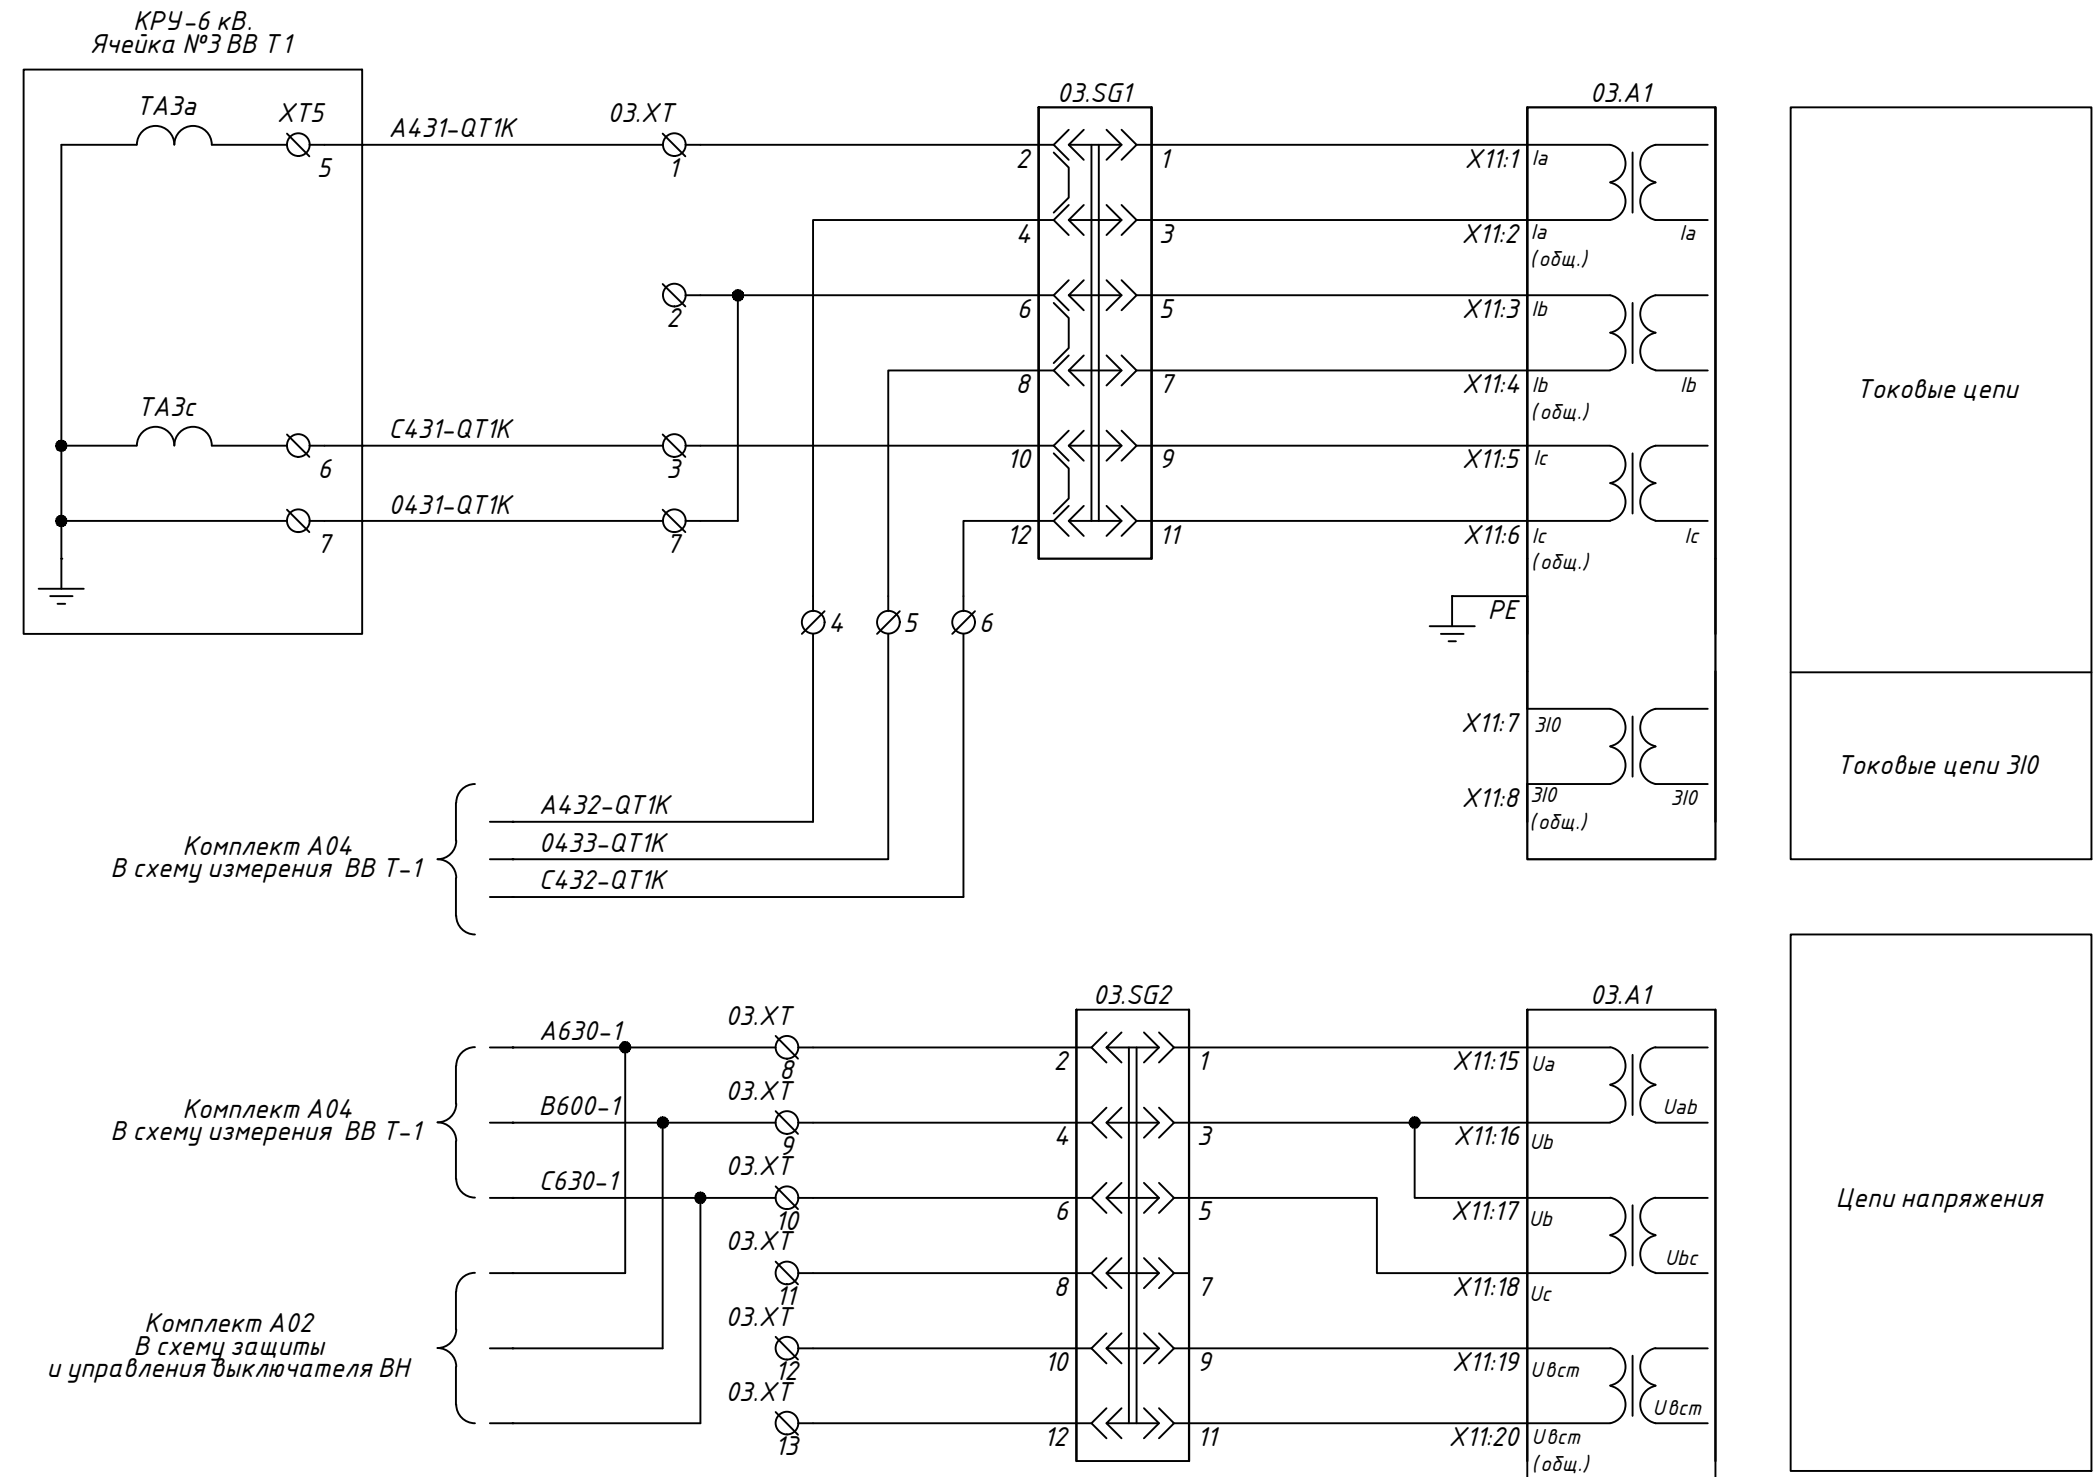 КРУ-6 кВ.
Ячейка №3 ВВ Т1
ТА3а
ХТ5
5
А431-QT1K
03.ХТ
1
03.SG1
2
1
4
3
03.А1
Х11:1
Ia
Х11:2
Ia
(общ.)
Ia
2
6
5
8
7
Х11:3
Ib
Х11:4
Ib
(общ.)
Ib
Токовые цепи
ТА3с
6
С431-QT1K
3
10
9
Х11:5
Ic
7
0431-QT1K
7
12
11
Х11:6
Ic
(общ.)
Ic
4
5
6
PE
Х11:7
3I0
Х11:8
3I0
(общ.)
3I0
Токовые цепи 3I0
Комплект А04
В схему измерения ВВ Т-1
А432-QT1K
0433-QT1K
С432-QT1K
Комплект А04
В схему измерения ВВ Т-1
А630-1
В600-1
С630-1
Комплект А02
В схему защиты
и управления выключателя ВН
03.ХТ
8
03.ХТ
9
03.ХТ
10
03.ХТ
11
03.ХТ
12
03.ХТ
13
03.SG2
2
1
4
3
6
5
8
7
10
9
12
11
03.А1
Х11:15
Ua
Х11:16
Ub
Uab
Х11:17
Ub
Х11:18
Uc
Ubc
Х11:19
Uвст
Х11:20
Uвст
(общ.)
Uвст
Цепи напряжения